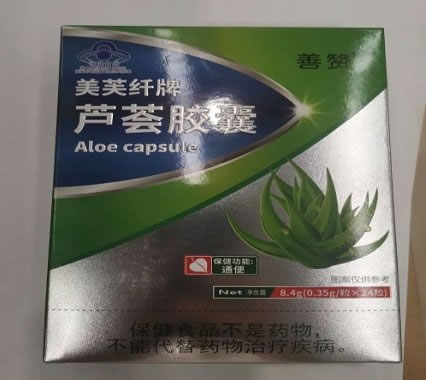 善赞
美芙纤牌
芦荟胶囊
Aloe capsule
保健功能:
通便
图案仅供参考
Net 净含量 8.4g(0.35g/粒×24粒)
保健食品不是药物,
不能代替药物治疗疾病。